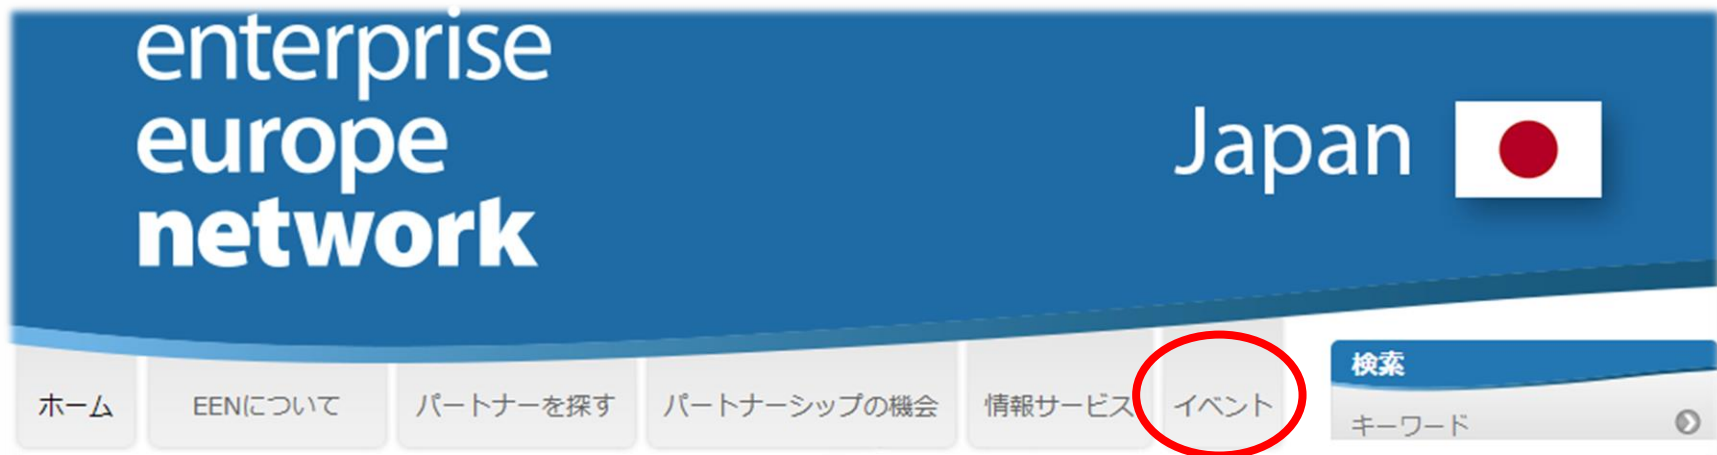 enterprise
europe
network
Japan
ホーム
EENについて
パートナーを探す
パートナーシップの機会
情報サービス
イベント
検索
キーワード